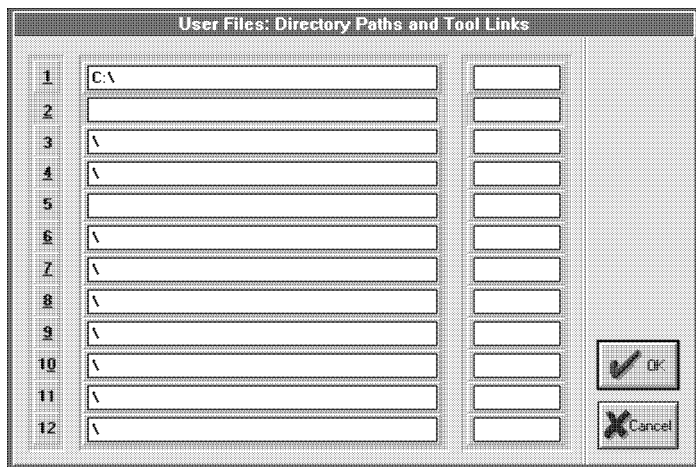 User Files: Directory Paths and Tool Links
1 C:\
2
3 \
4 \
5
6 \
7 \
8 \
9 \
10 \
11 \
12 \
OK
Cancel